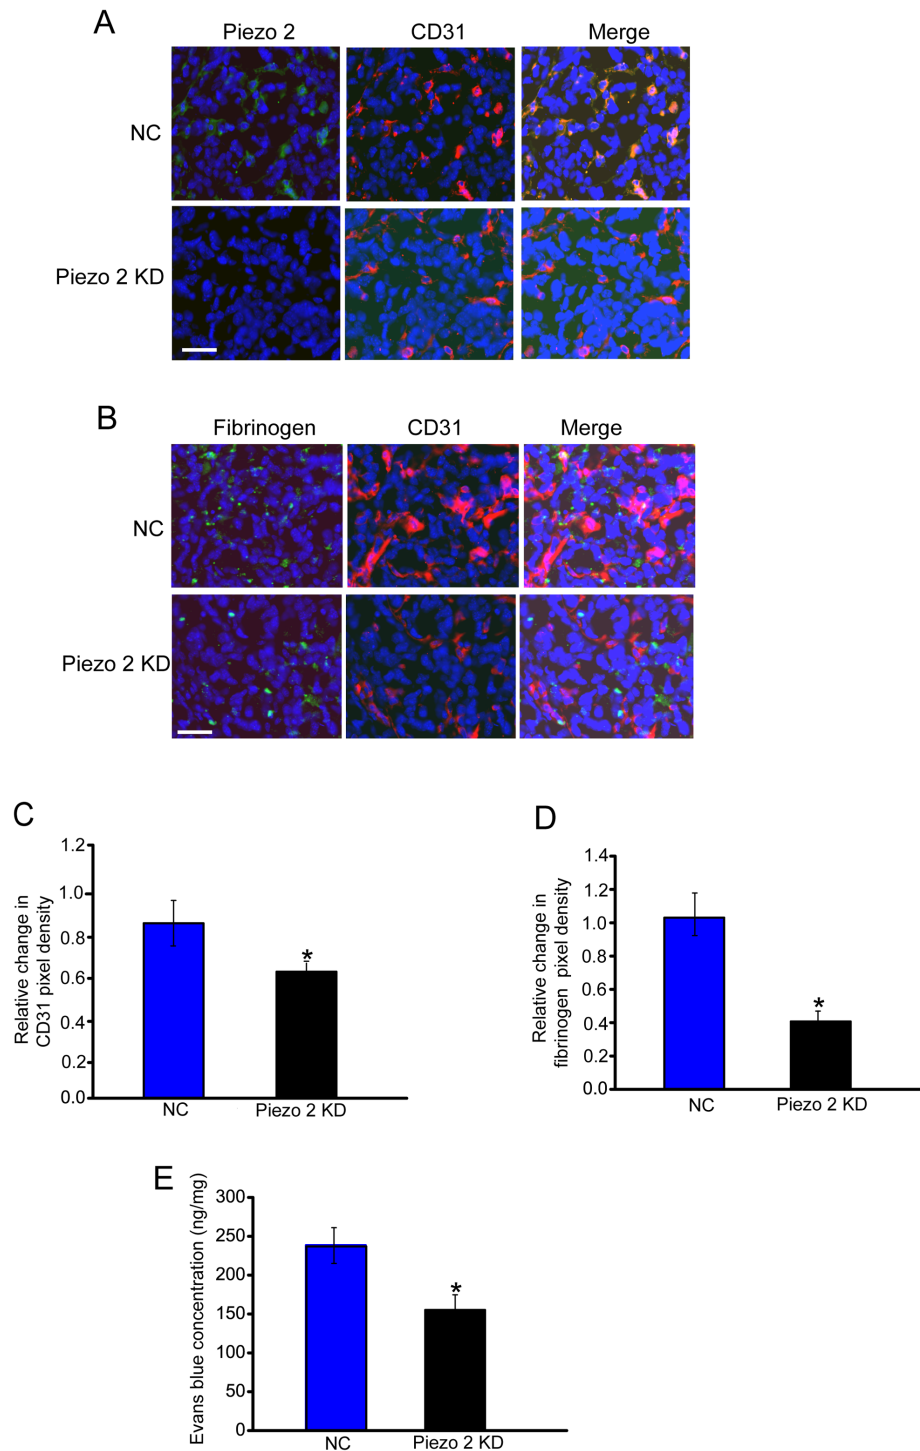 A
Piezo 2 CD31 Merge
NC
Piezo 2 KD
B
Fibrinogen CD31 Merge
NC
Piezo 2 KD
C
Relative change in
CD31 pixel density
1.2
1.0
0.8
0.6
0.4
0.2
0.0
NC Piezo 2 KD
*
D
Relative change in
fibrinogen pixel density
1.4
1.2
1.0
0.8
0.6
0.4
0.2
0.0
NC Piezo 2 KD
*
E
Evans blue concentration (ng/mg)
300
250
200
150
100
50
0
NC Piezo 2 KD
*